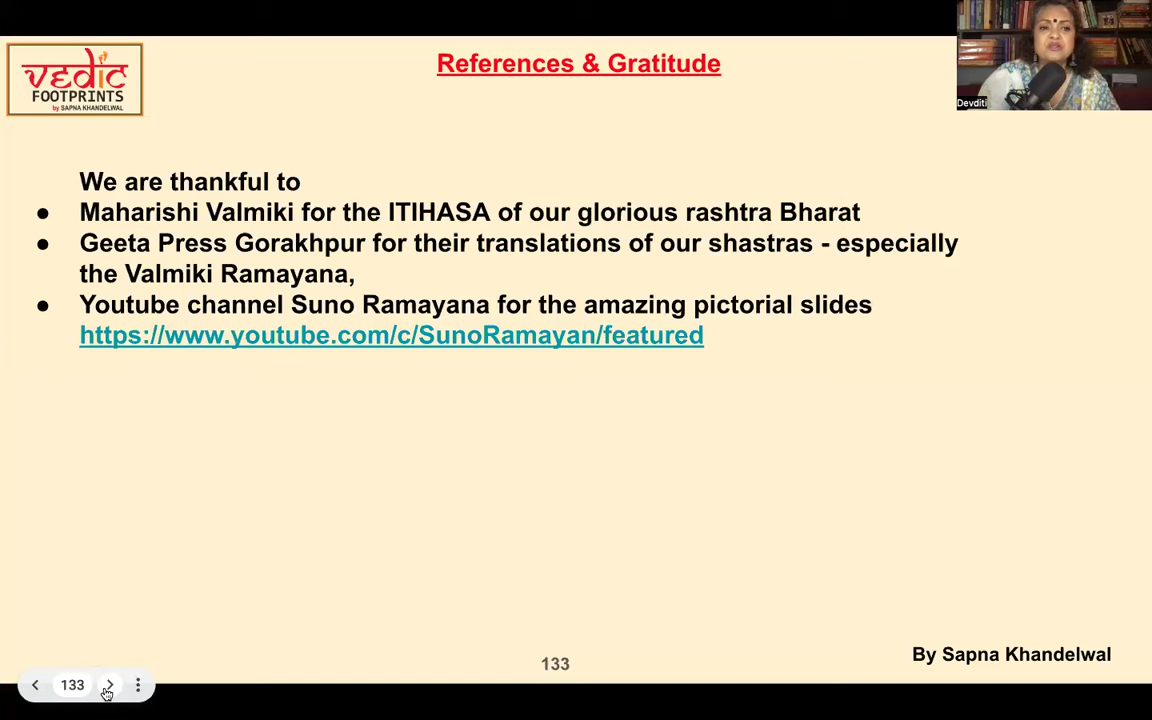 vedic
FOOTPRINTS
by SAPNA KHANDELWAL
References & Gratitude
Devditi
We are thankful to
● Maharishi Valmiki for the ITIHASA of our glorious rashtra Bharat
● Geeta Press Gorakhpur for their translations of our shastras - especially
the Valmiki Ramayana,
● Youtube channel Suno Ramayana for the amazing pictorial slides
https://www.youtube.com/c/SunoRamayan/featured
By Sapna Khandelwal
133
133